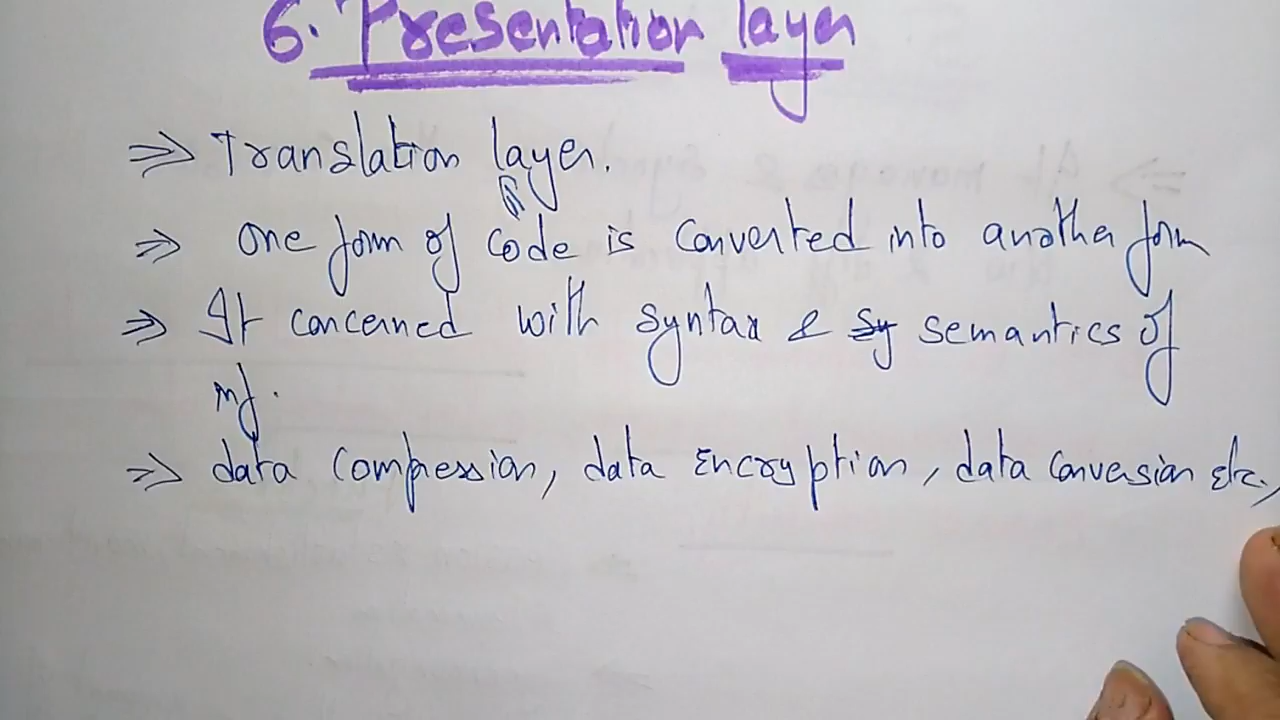 6. Presentation layer
⇒ Translation layer.
⇒ One form of Code is Converted into another form
⇒ It concerned with syntax & sy semantics of
inf.
⇒ data Compression, data Encryption, data Conversion etc.,